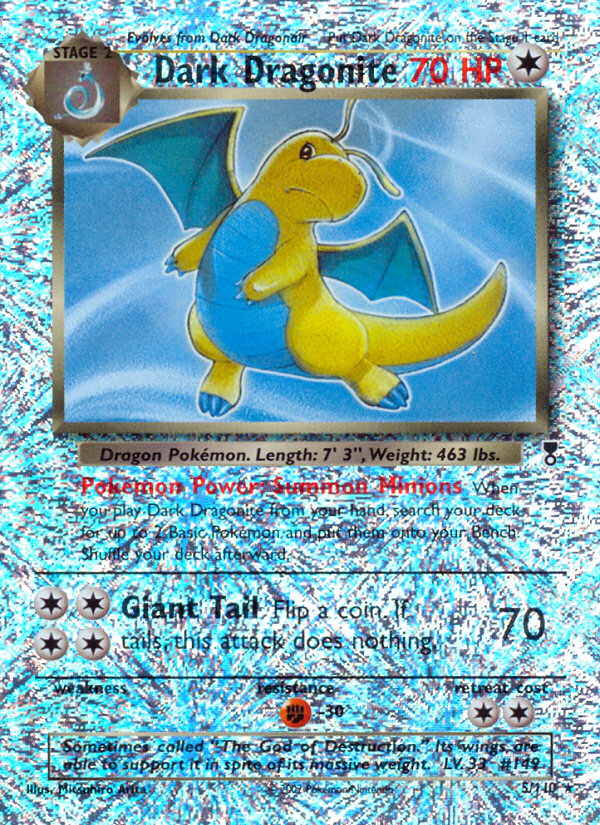 Evolves from Dark Dragonair Put Dark Dragonite on the Stage 1 card
STAGE 2
Dark Dragonite 70 HP
Dragon Pokémon. Length: 7' 3", Weight: 463 lbs.
Pokémon Power: Summon Minions When
you play Dark Dragonite from your hand, search your deck
for up to 2 Basic Pokémon and put them onto your Bench.
Shuffle your deck afterward.
Giant Tail Flip a coin. If
tails, this attack does nothing. 70
weakness resistance retreat cost
-30
Sometimes called "The God of Destruction." Its wings are
able to support it in spite of its massive weight. LV. 33 #149
Illus. Mitsuhiro Arita © 2002 Pokémon/Nintendo 5/110 ★